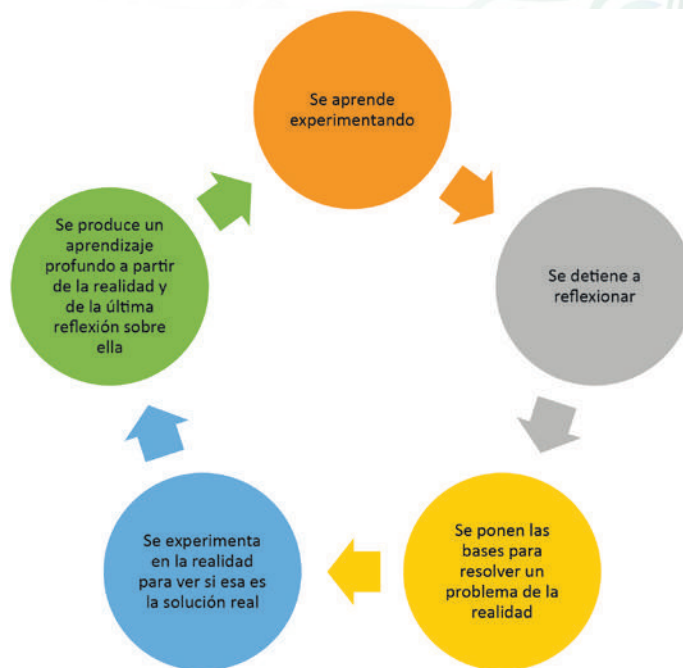 Se aprende
experimentando
Se detiene a
reflexionar
Se ponen las
bases para
resolver un
problema de la
realidad
Se experimenta
en la realidad
para ver si esa es
la solución real
Se produce un
aprendizaje
profundo a partir
de la realidad y
de la última
reflexión sobre
ella